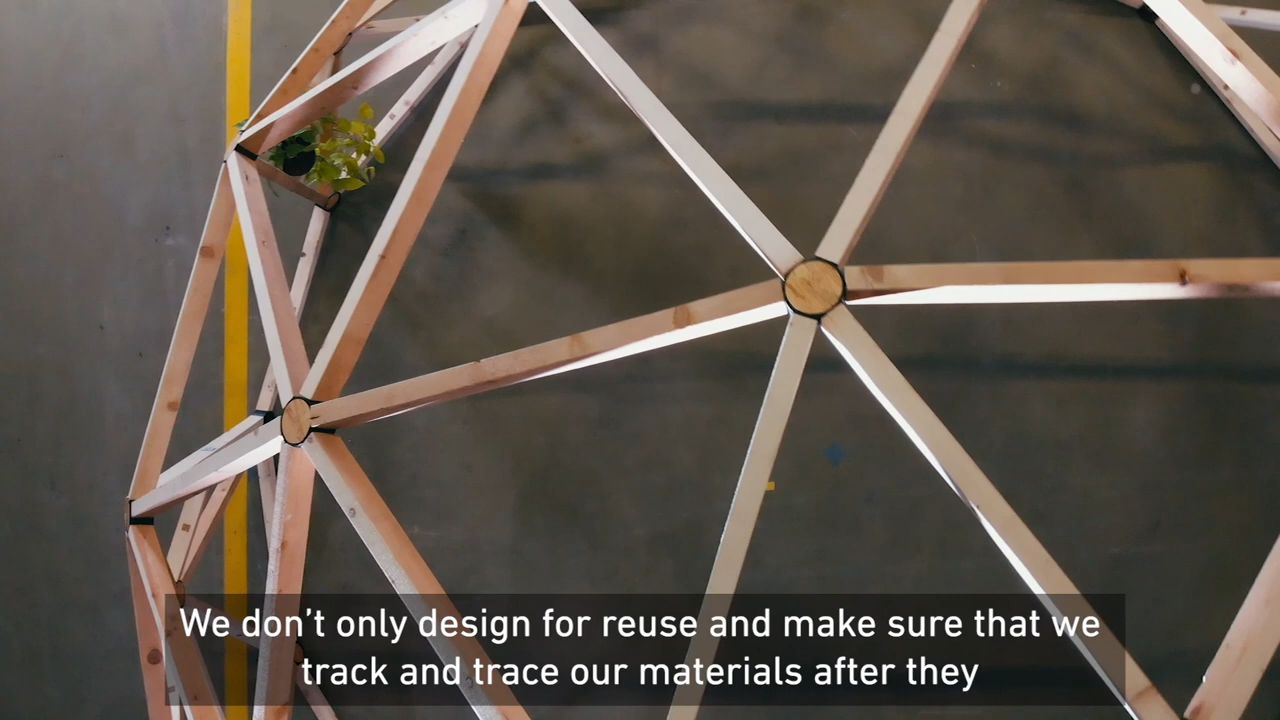 We don't only design for reuse and make sure that we
track and trace our materials after they